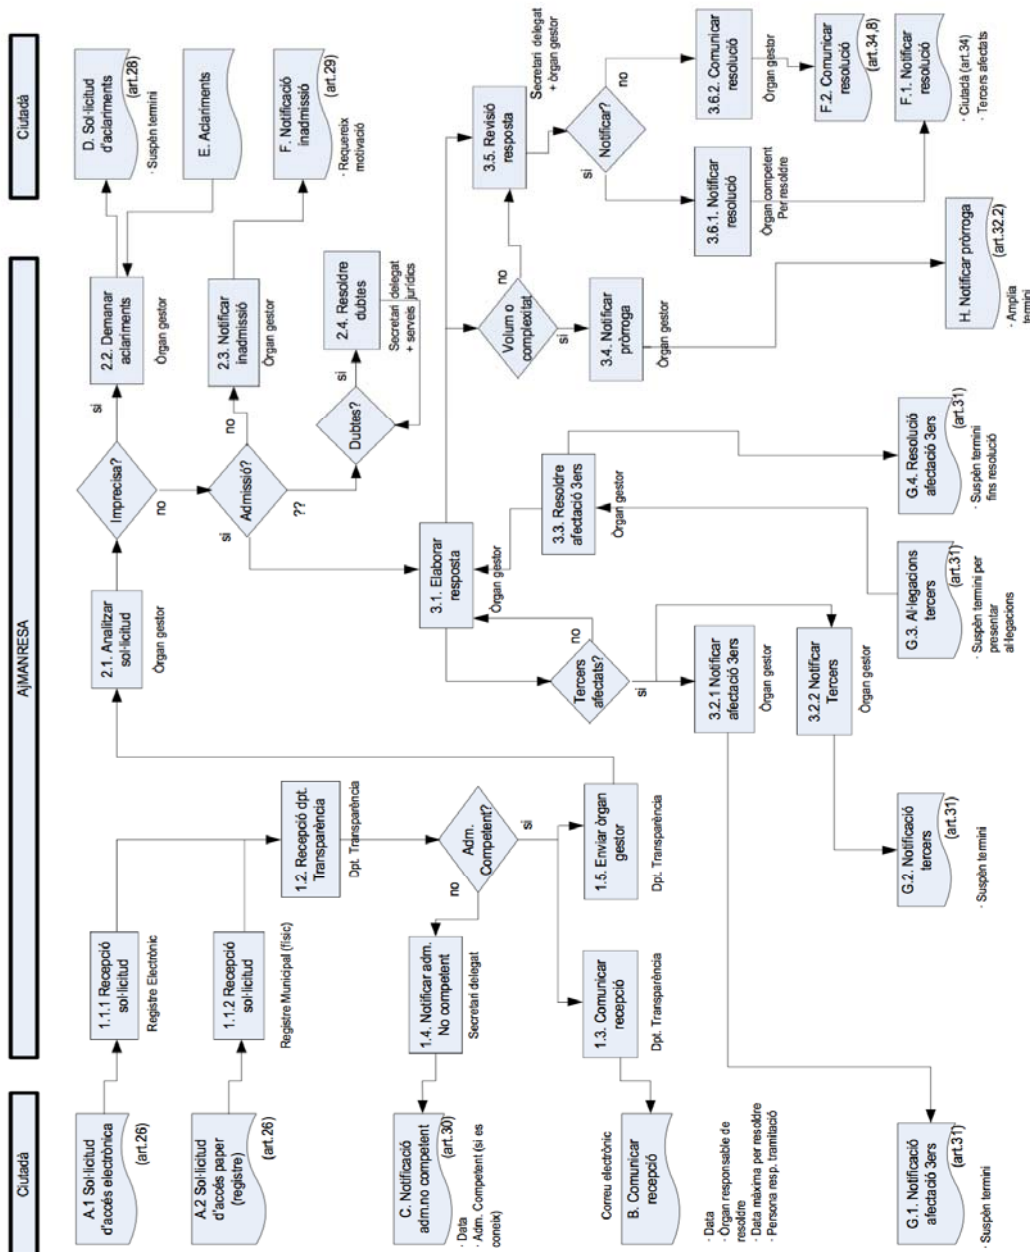 Ciutadà
AjMANRESA
Ciutadà
A.1 Sol·licitud
d'accés electrònica
(art.26)
A.2 Sol·licitud
d'accés paper
(registre)
(art.26)
C. Notificació
adm.no competent
(art.30)
· Data
· Adm. Competent (si es
coneix)
Correu electrònic
B. Comunicar
recepció
· Data
· Òrgan responsable de
resoldre
· Data màxima per resoldre
· Persona resp. tramitació
G.1. Notificació
afectació 3ers
(art.31)
· Suspèn termini
1.1.1 Recepció
sol·licitud
Registre Electrònic
1.1.2 Recepció
sol·licitud
Registre Municipal (físic)
1.2. Recepció dpt.
Transparència
Dpt. Transparència
Adm.
Competent?
no
si
1.4. Notificar adm.
No competent
Secretari delegat
1.3. Comunicar
recepció
Dpt. Transparència
1.5. Enviar òrgan
gestor
Dpt. Transparència
2.1. Analitzar
sol·licitud
Òrgan gestor
Imprecisa?
si
no
2.2. Demanar
aclariments
Òrgan gestor
Admissió?
no
si
??
2.3. Notificar
inadmissió
Òrgan gestor
Dubtes?
si
2.4. Resoldre
dubtes
Secretari delegat
+ serveis jurídics
3.1. Elaborar
resposta
Òrgan gestor
Tercers
afectats?
no
si
3.2.1 Notificar
afectació 3ers
Òrgan gestor
3.2.2 Notificar
Tercers
Òrgan gestor
G.2. Notificació
tercers
(art.31)
· Suspèn termini
3.3. Resoldre
afectació 3ers
Òrgan gestor
G.3. Al·legacions
tercers
(art.31)
· Suspèn termini per
presentar
al·legacions
G.4. Resolució
afectació 3ers
(art.31)
· Suspèn termini
fins resolució
Volum o
complexitat
no
si
3.4. Notificar
pròrroga
Òrgan gestor
H. Notificar pròrroga
(art.32.2)
· Amplia
termini
3.5. Revisió
resposta
Secretari delegat
+ òrgan gestor
Notificar?
no
si
3.6.1. Notificar
resolució
Òrgan competent
Per resoldre
3.6.2. Comunicar
resolució
Òrgan gestor
F.2. Comunicar
resolució
(art.34,8)
F.1. Notificar
resolució
· Ciutadà (art.34)
· Tercers afectats
D. Sol·licitud
d'aclariments
(art.28)
· Suspèn termini
E. Aclariments
F. Notificació
inadmissió
(art.29)
· Requereix
motivació